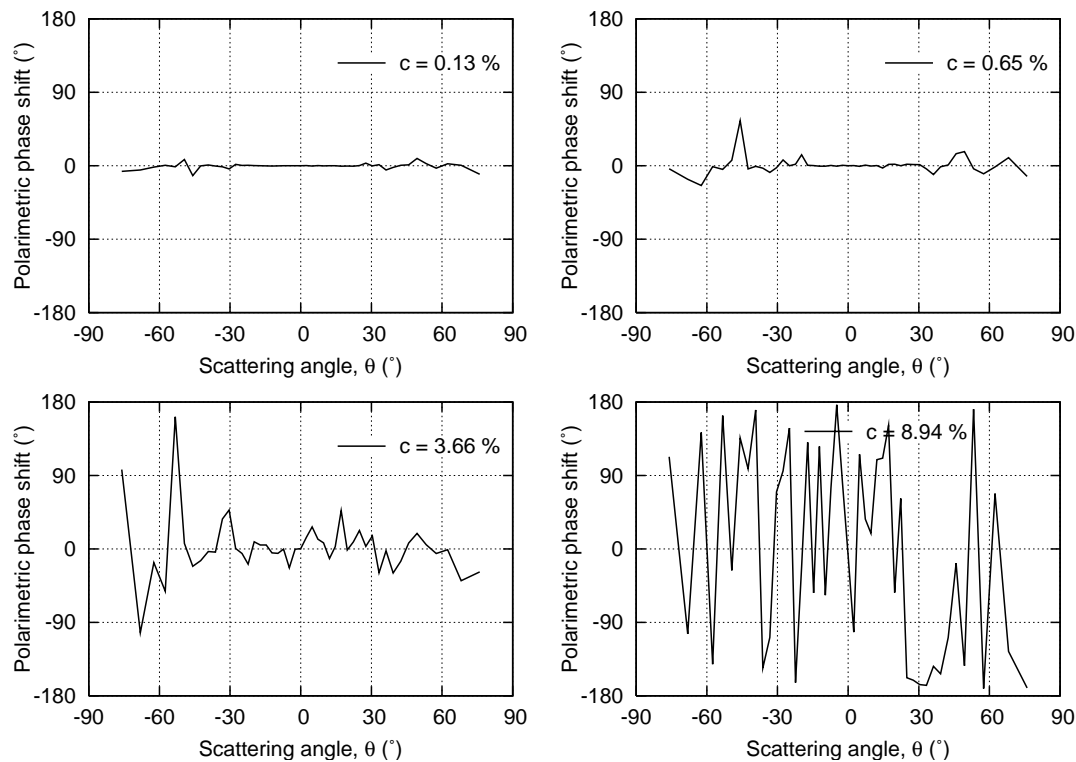 180
90
0
-90
-180
Polarimetric phase shift (°)
c = 0.13 %
-90 -60 -30 0 30 60 90
Scattering angle, θ (°)
180
90
0
-90
-180
Polarimetric phase shift (°)
c = 0.65 %
-90 -60 -30 0 30 60 90
Scattering angle, θ (°)
180
90
0
-90
-180
Polarimetric phase shift (°)
c = 3.66 %
-90 -60 -30 0 30 60 90
Scattering angle, θ (°)
180
90
0
-90
-180
Polarimetric phase shift (°)
c = 8.94 %
-90 -60 -30 0 30 60 90
Scattering angle, θ (°)